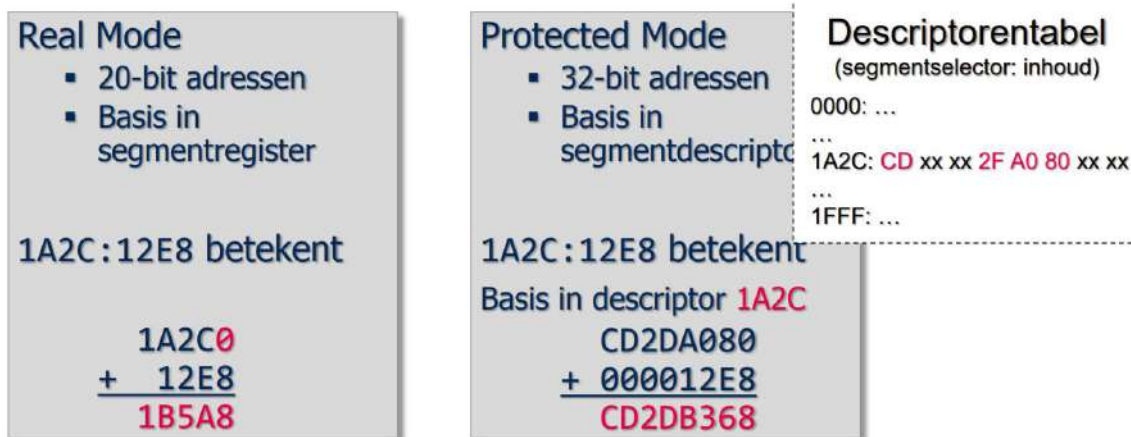 Real Mode
▪ 20-bit adressen
▪ Basis in
segmentregister
1A2C:12E8 betekent
1A2C0
+ 12E8
1B5A8
Protected Mode
▪ 32-bit adressen
▪ Basis in
segmentdescripto
1A2C:12E8 betekent
Basis in descriptor 1A2C
CD2DA080
+ 000012E8
CD2DB368
Descriptorentabel
(segmentselector: inhoud)
0000: ...
...
1A2C: CD xx xx 2F A0 80 xx xx
...
1FFF: ...